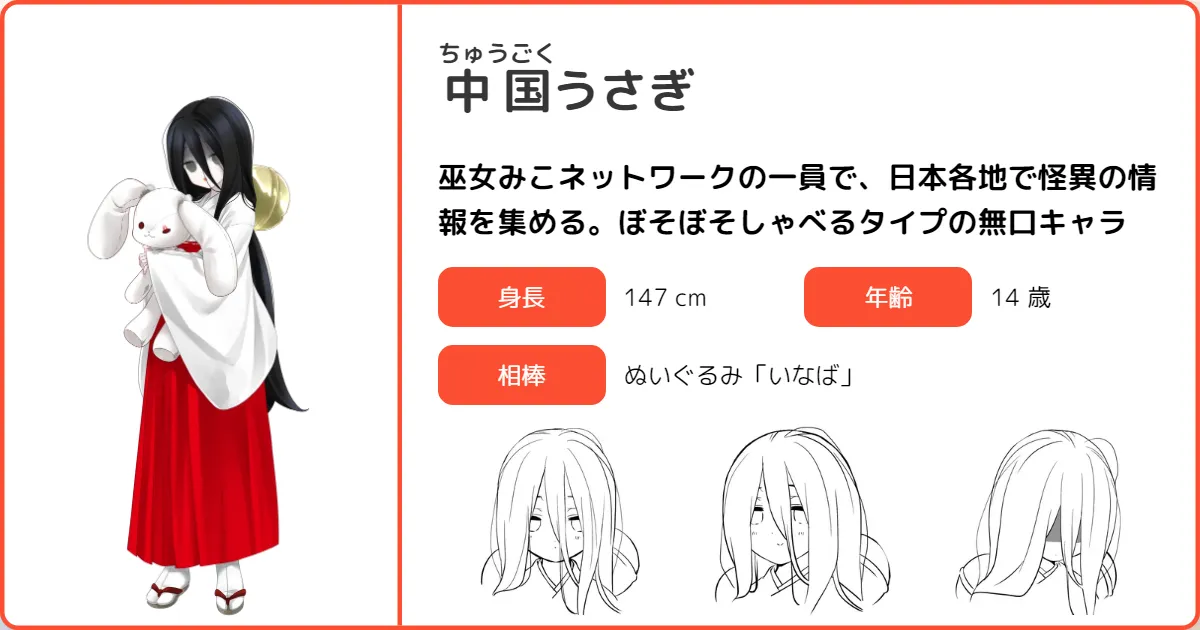 ちゅうごく
中国うさぎ
巫女みこネットワークの一員で、日本各地で怪異の情
報を集める。ぼそぼそしゃべるタイプの無口キャラ
身長 147 cm 年齢 14 歳
相棒 ぬいぐるみ「いなば」